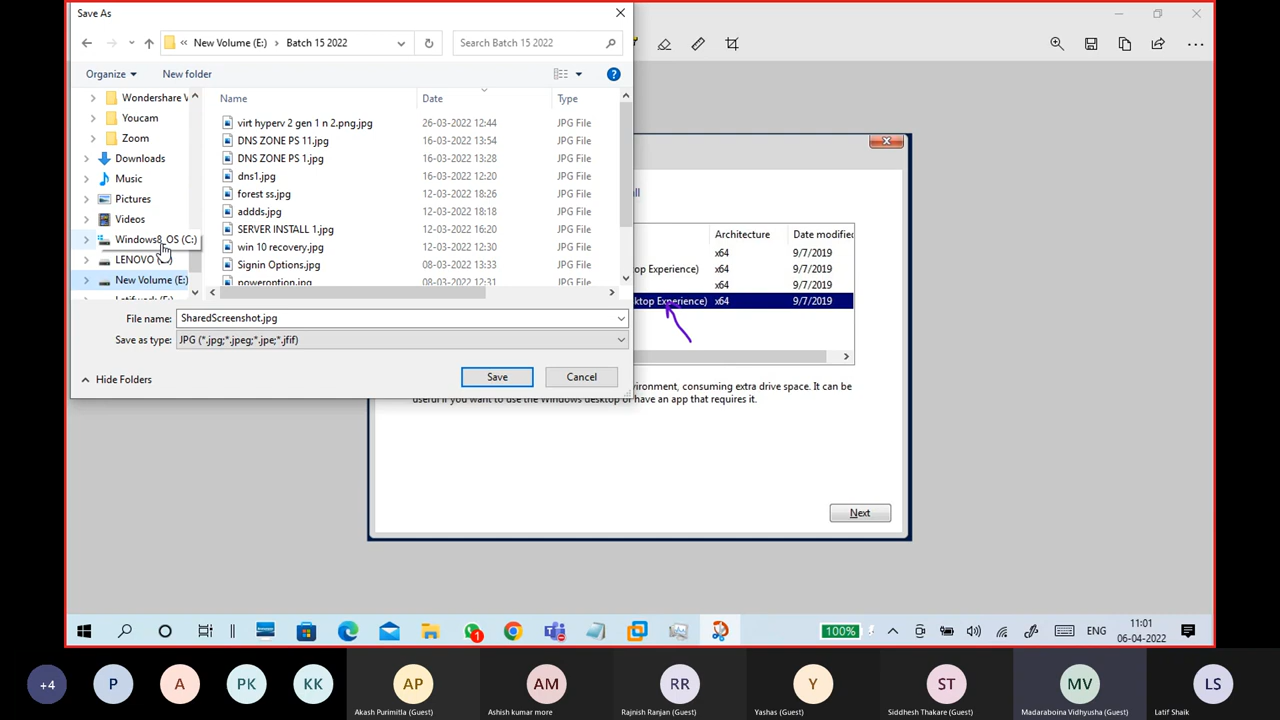 Save As
New Volume (E:) Batch 15 2022 Search Batch 15 2022
Organize New folder
Name Date Type
Wondershare
Youcam
Zoom
Downloads
Music
Pictures
Videos
Windows8_OS (C:)
LENOVO
New Volume (E:)
virt hyperv 2 gen 1 n 2.png.jpg 26-03-2022 12:44 JPG File
DNS ZONE PS 11.jpg 16-03-2022 13:54 JPG File
DNS ZONE PS 1.jpg 16-03-2022 13:28 JPG File
dns1.jpg 16-03-2022 12:20 JPG File
forest ss.jpg 12-03-2022 18:26 JPG File
addds.jpg 12-03-2022 18:18 JPG File
SERVER INSTALL 1.jpg 12-03-2022 16:29 JPG File
win 10 recovery.jpg 12-03-2022 12:30 JPG File
Signin Options.jpg 08-03-2022 13:33 JPG File
poweroption.jpg 08-03-2022 12:31 JPG File
File name: SharedScreenshot.jpg
Save as type: JPG (*.jpg;*.jpeg;*.jpe;*.jfif)
Hide Folders Save Cancel
Architecture Date modified
x64 9/7/2019
top Experience) x64 9/7/2019
x64 9/7/2019
ktop Experience) x64 9/7/2019
vironment, consuming extra drive space. It can be
useful if you want to use the Windows desktop or have an app that requires it.
Next
1
100% ENG 11:01
06-04-2022
+4 P A PK KK AP AM RR Y ST MV LS
Akash Purimitla (Guest) Ashish kumar more Rajnish Ranjan (Guest) Yashas (Guest) Siddhesh Thakare (Guest) Madaraboina Vidhyusha (Guest) Latif Shaik